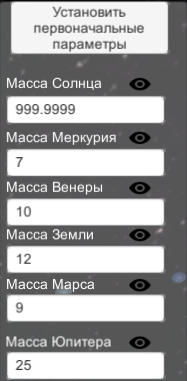 Установить
первоначальные
параметры
Масса Солнца
999.9999
Масса Меркурия
7
Масса Венеры
10
Масса Земли
12
Масса Марса
9
Масса Юпитера
25